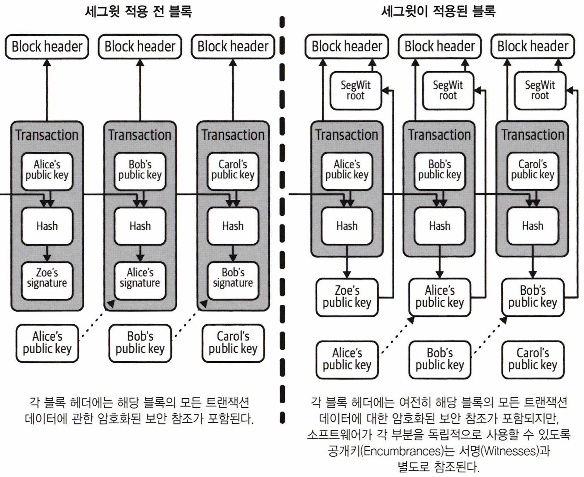 세그윗 적용 전 블록
Block header
Block header
Block header
Transaction
Transaction
Transaction
Alice's
public key
Bob's
public key
Carol's
public key
Hash
Hash
Hash
Zoe's
signature
Alice's
signature
Bob's
signature
Alice's
public key
Bob's
public key
Carol's
public key
각 블록 헤더에는 해당 블록의 모든 트랜잭션
데이터에 관한 암호화된 보안 참조가 포함된다.
세그윗이 적용된 블록
Block header
Block header
Block header
SegWit
root
SegWit
root
SegWit
root
Transaction
Transaction
Transaction
Alice's
public key
Bob's
public key
Carol's
public key
Hash
Hash
Hash
Zoe's
public key
Alice's
public key
Bob's
public key
Alice's
public key
Bob's
public key
Carol's
public key
각 블록 헤더에는 여전히 해당 블록의 모든 트랜잭션
데이터에 대한 암호화된 보안 참조가 포함되지만,
소프트웨어가 각 부분을 독립적으로 사용할 수 있도록
공개키(Encumbrances)는 서명(Witnesses)과
별도로 참조된다.